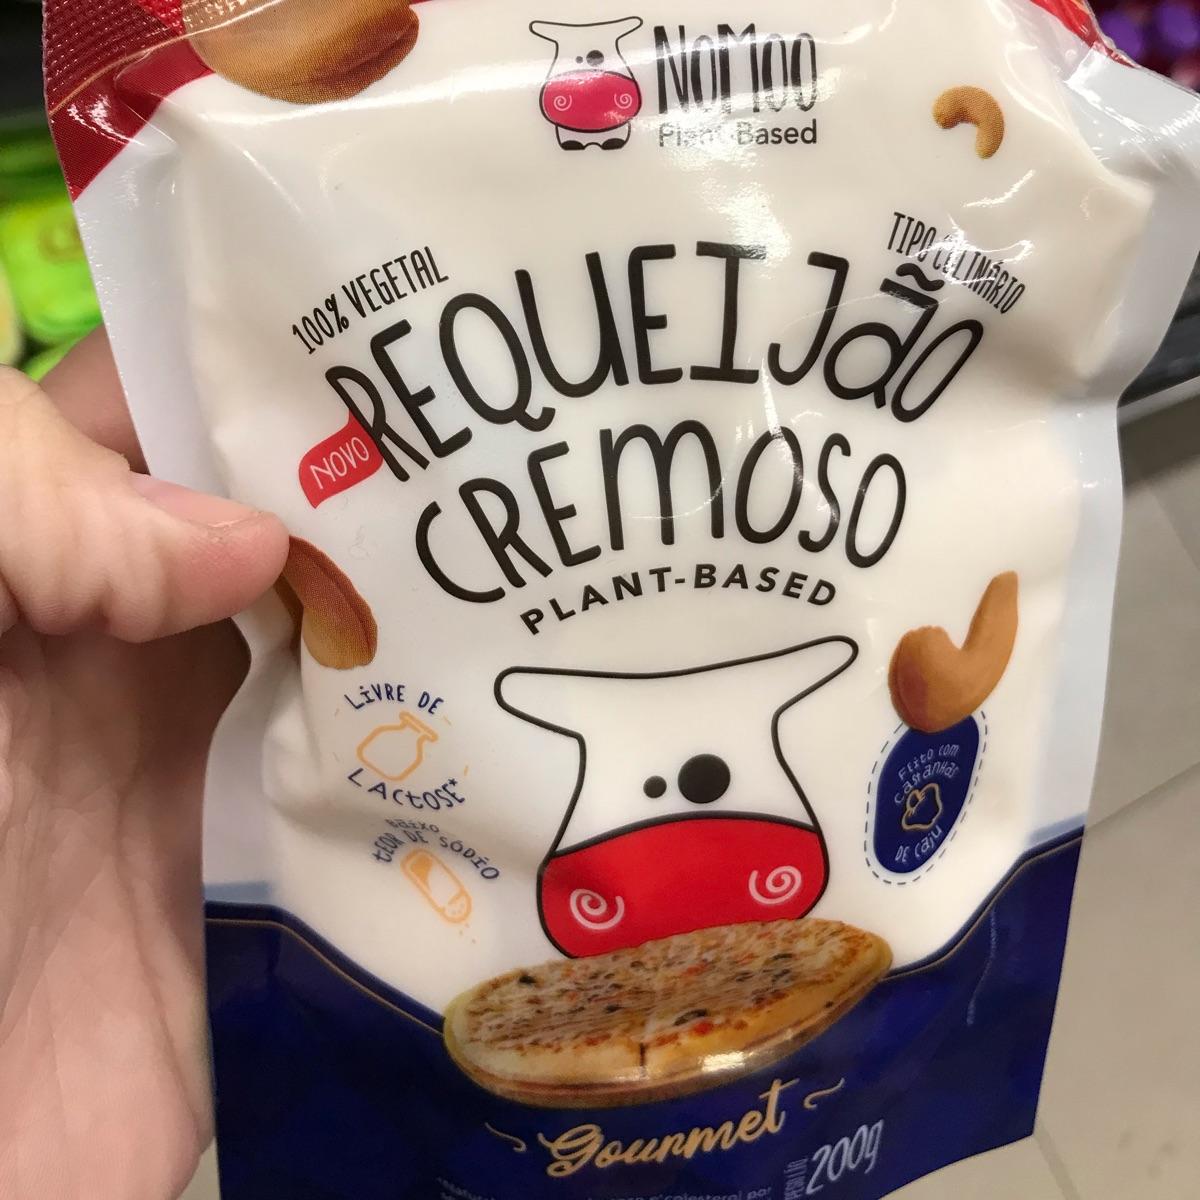 NoMoo
Plant-Based
100% VEGETAL
TIPO CULINÁRIO
REQUEIJÃO
NOVO
CREMOSO
PLANT-BASED
LIVRE DE
LACTOSE*
BAIXO
TEOR DE SÓDIO
FEITO COM
CASTANHAS
DE CAJU
Gourmet
200g